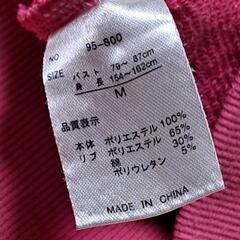 NO 95-800
SIZE バスト 79～87cm
身長 154～162cm
M
品質表示
本体 ポリエステル 100%
リブ ポリエステル 65%
綿 30%
ポリウレタン 5%
MADE IN CHINA